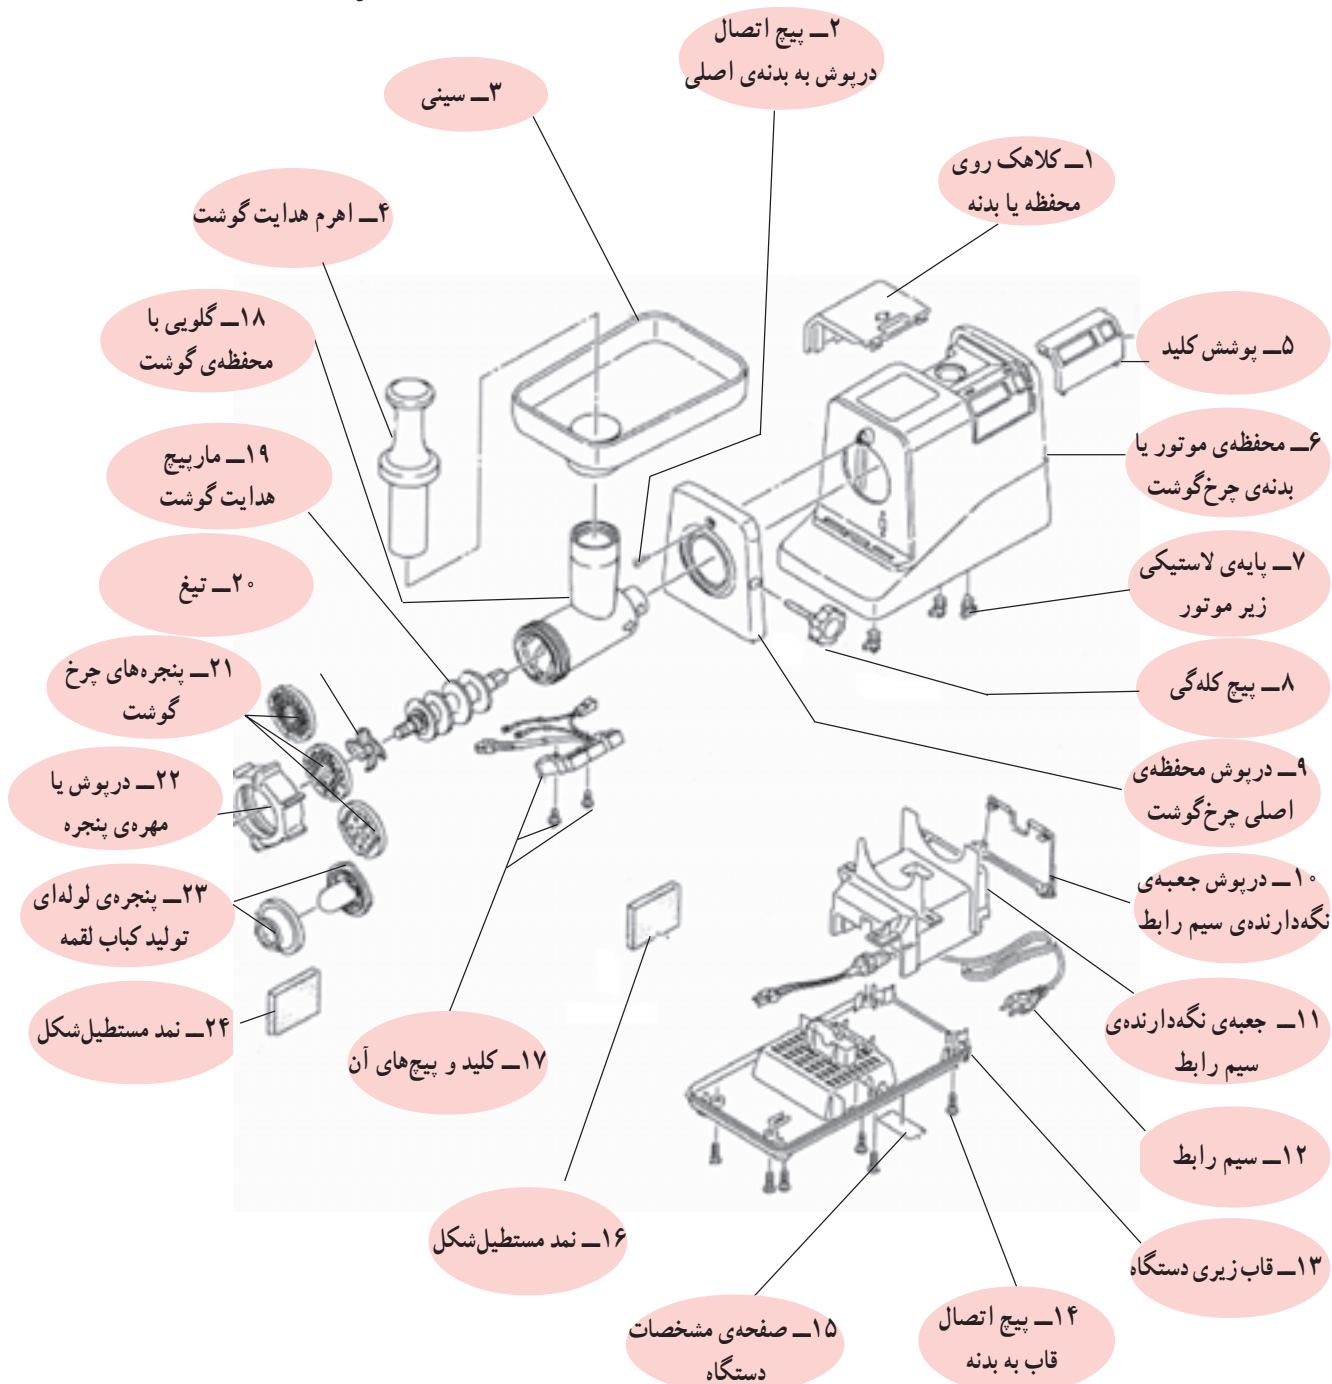 ۱ــ کلاهک روی
محفظه یا بدنه
۲ــ پیچ اتصال
درپوش به بدنه‌ی اصلی
۳ــ سینی
۴ــ اهرم هدایت گوشت
۵ــ پوشش کلید
۶ــ محفظه‌ی موتور یا
بدنه‌ی چرخ‌گوشت
۷ــ پایه‌ی لاستیکی
زیر موتور
۸ــ پیچ کله‌گی
۹ــ درپوش محفظه‌ی
اصلی چرخ‌گوشت
۱۰ــ درپوش جعبه‌ی
نگه‌دارنده‌ی سیم رابط
۱۱ــ جعبه‌ی نگه‌دارنده‌ی
سیم رابط
۱۲ــ سیم رابط
۱۳ــ قاب زیری دستگاه
۱۴ــ پیچ اتصال
قاب به بدنه
۱۵ــ صفحه‌ی مشخصات
دستگاه
۱۶ــ نمد مستطیل‌شکل
۱۷ــ کلید و پیچ‌های آن
۱۸ــ گلویی با
محفظه‌ی گوشت
۱۹ــ مارپیچ
هدایت گوشت
۲۰ــ تیغ
۲۱ــ پنجره‌های چرخ
گوشت
۲۲ــ درپوش یا
مهره‌ی پنجره
۲۳ــ پنجره‌ی لوله‌ای
تولید کباب لقمه
۲۴ــ نمد مستطیل‌شکل